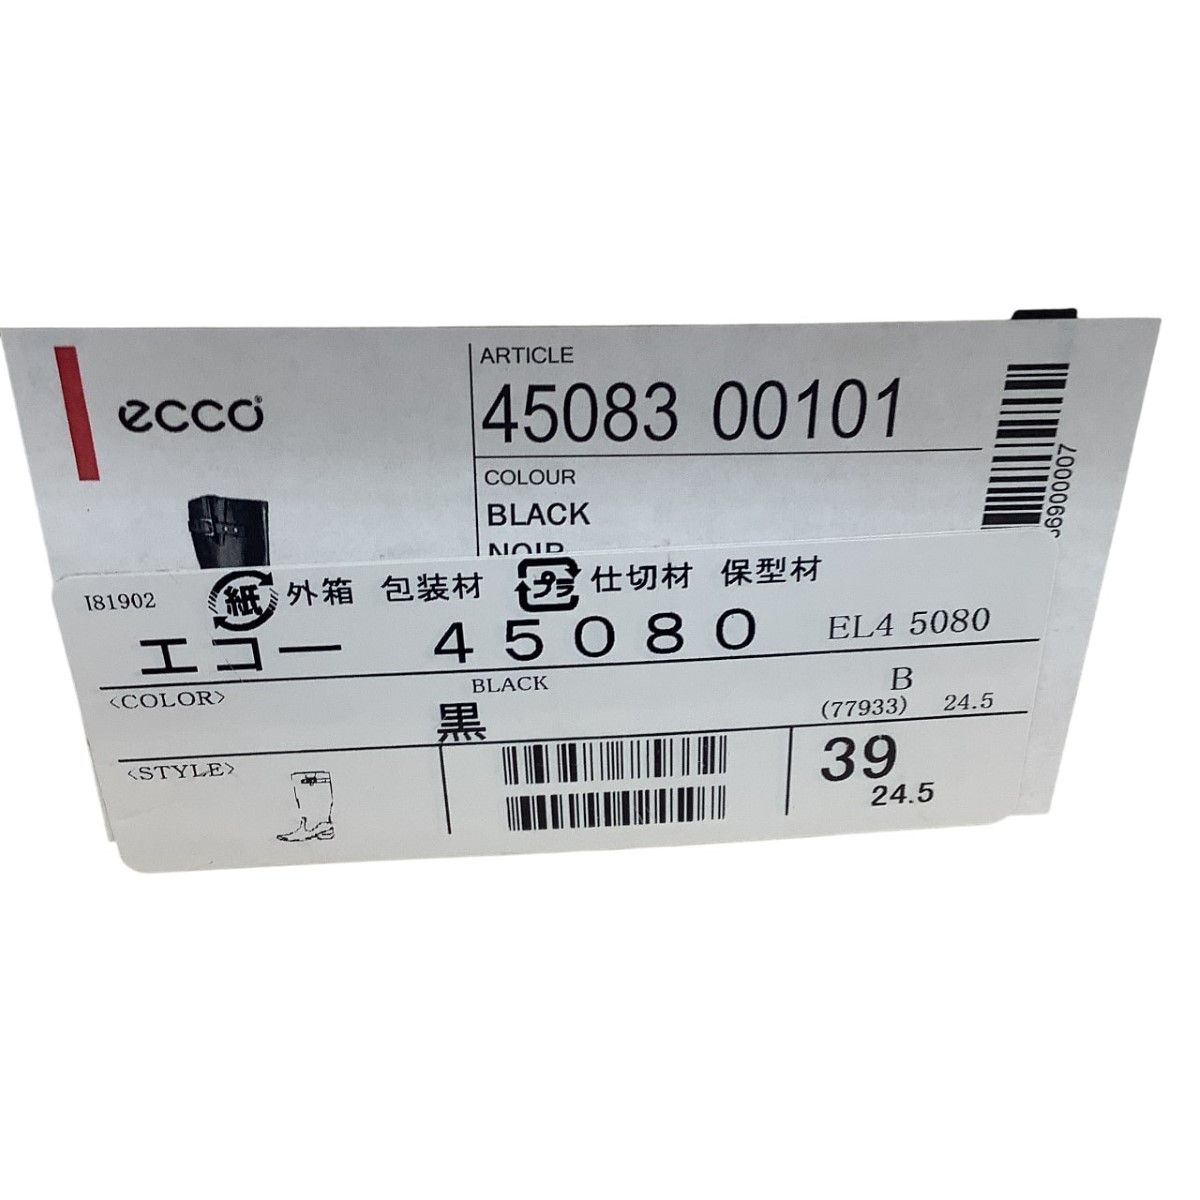 ecco
ARTICLE
45083 00101
COLOUR
BLACK
NOIR
I81902
紙 外箱 包装材 プラ 仕切材 保型材
エコー 45080 EL4 5080
<COLOR> BLACK B
黒 (77933) 24.5
<STYLE> 39
24.5